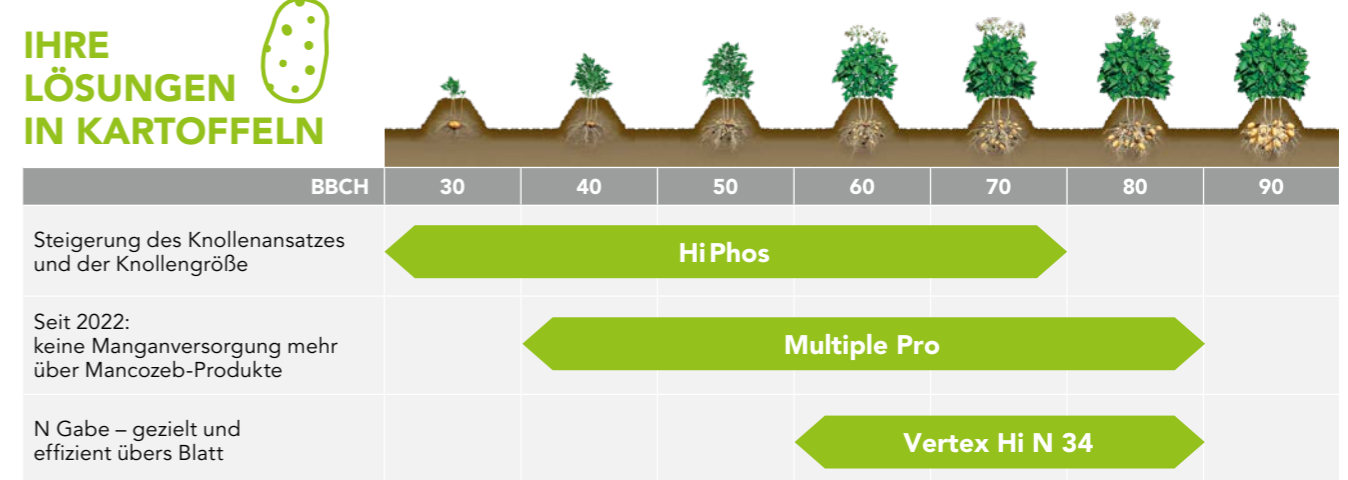 IHRE
LÖSUNGEN
IN KARTOFFELN
BBCH 30 40 50 60 70 80 90
Steigerung des Knollenansatzes
und der Knollengröße
Hi Phos
Seit 2022:
keine Manganversorgung mehr
über Mancozeb-Produkte
Multiple Pro
N Gabe – gezielt und
effizient übers Blatt
Vertex Hi N 34